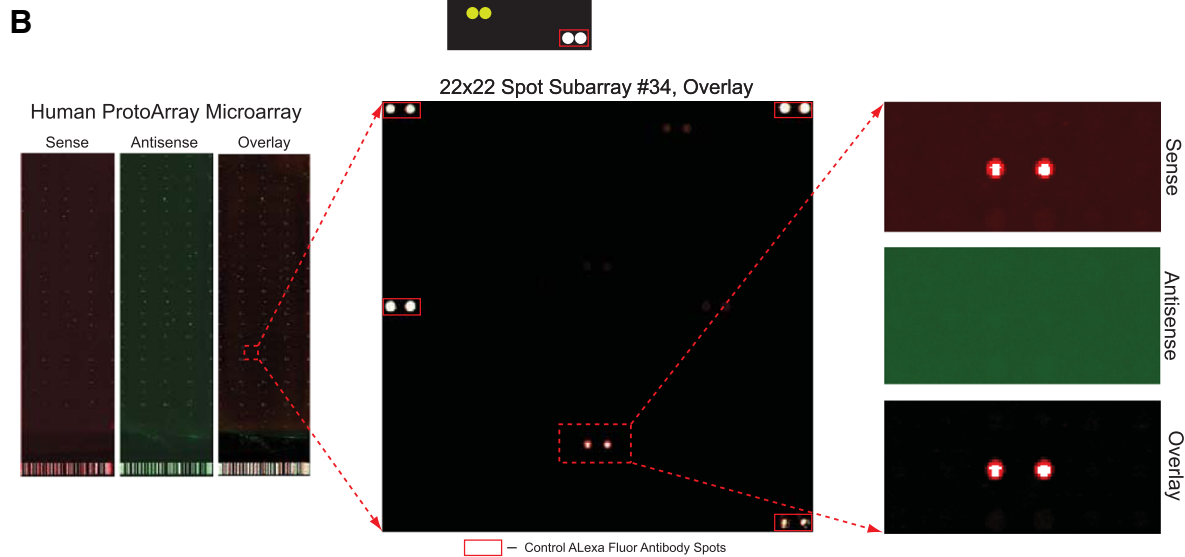 B
22x22 Spot Subarray #34, Overlay
Human ProtoArray Microarray
Sense
Antisense
Overlay
Sense
Antisense
Overlay
– Control ALexa Fluor Antibody Spots